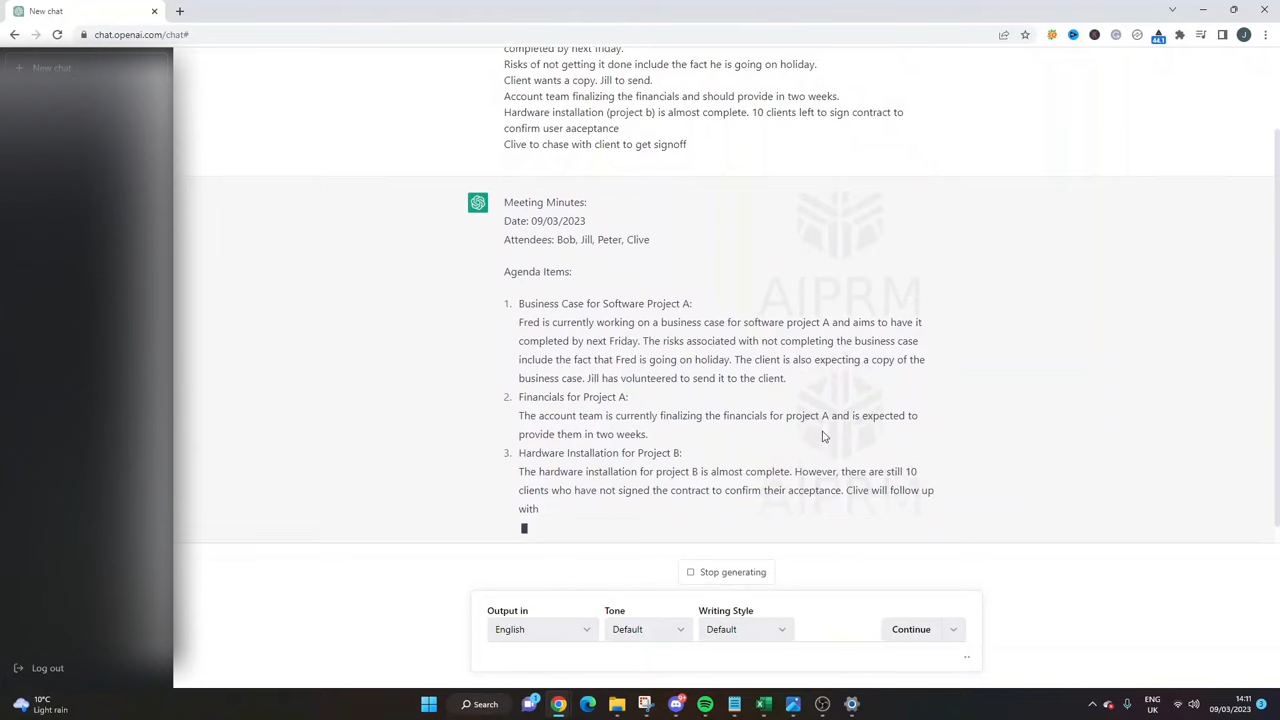 New chat
chat.openai.com/chat#
44.1
J
New chat
completed by next friday.
Risks of not getting it done include the fact he is going on holiday.
Client wants a copy. Jill to send.
Account team finalizing the financials and should provide in two weeks.
Hardware installation (project b) is almost complete. 10 clients left to sign contract to
confirm user aaceptance
Clive to chase with client to get signoff
Meeting Minutes:
Date: 09/03/2023
Attendees: Bob, Jill, Peter, Clive
Agenda Items:
1. Business Case for Software Project A:
Fred is currently working on a business case for software project A and aims to have it
completed by next Friday. The risks associated with not completing the business case
include the fact that Fred is going on holiday. The client is also expecting a copy of the
business case. Jill has volunteered to send it to the client.
2. Financials for Project A:
The account team is currently finalizing the financials for project A and is expected to
provide them in two weeks.
3. Hardware Installation for Project B:
The hardware installation for project B is almost complete. However, there are still 10
clients who have not signed the contract to confirm their acceptance. Clive will follow up
with
AIPRM
AIPRM
Stop generating
Output in
Tone
Writing Style
English
Default
Default
Continue
Log out
10°C
Light rain
Search
ENG
UK
14:11
09/03/2023